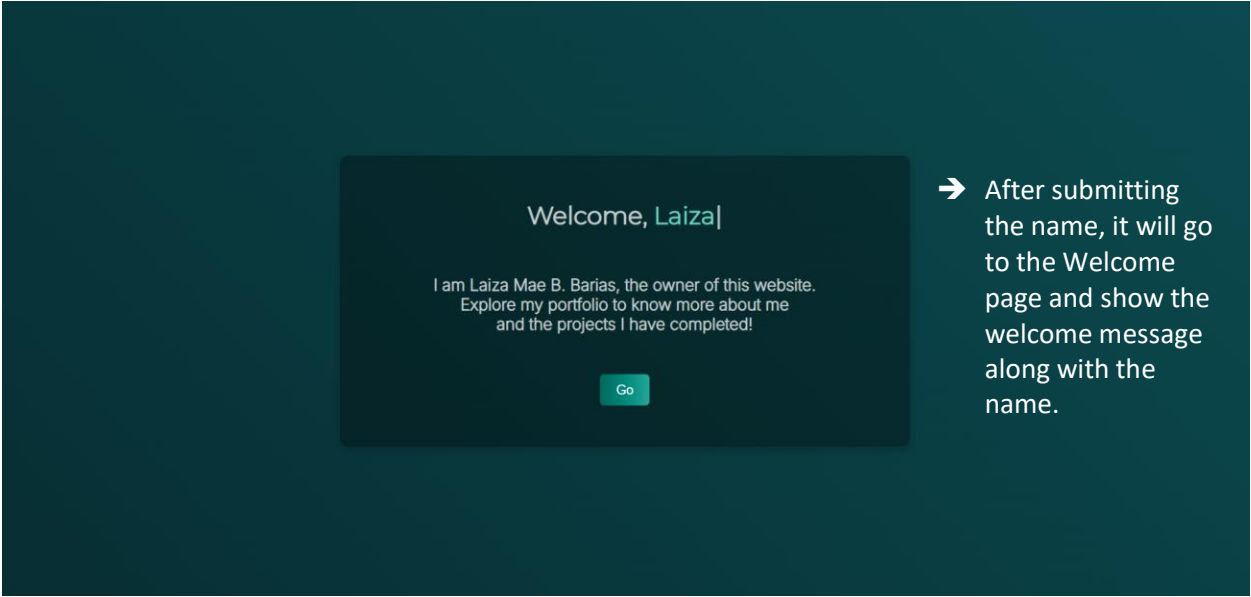 Welcome, Laiza|
I am Laiza Mae B. Barias, the owner of this website.
Explore my portfolio to know more about me
and the projects I have completed!
Go
➔ After submitting
the name, it will go
to the Welcome
page and show the
welcome message
along with the
name.